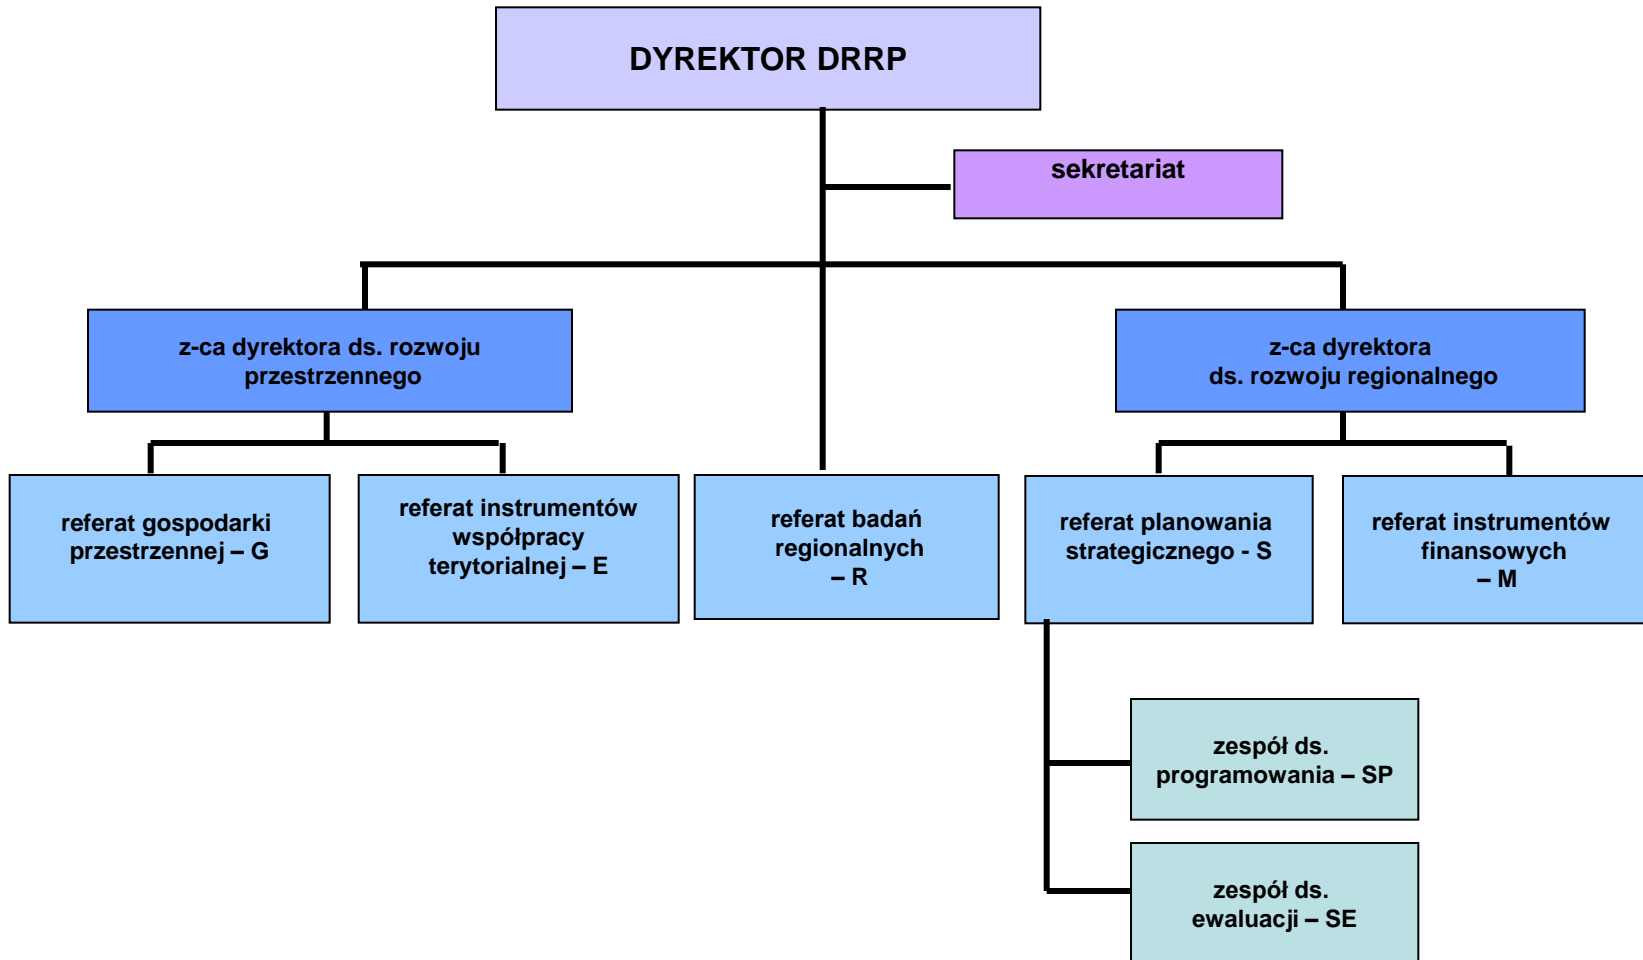 DYREKTOR DRRP
sekretariat
z-ca dyrektora ds. rozwoju
przestrzennego
z-ca dyrektora
ds. rozwoju regionalnego
referat gospodarki
przestrzennej – G
referat instrumentów
współpracy
terytorialnej – E
referat badań
regionalnych
– R
referat planowania
strategicznego - S
referat instrumentów
finansowych
– M
zespół ds.
programowania – SP
zespół ds.
ewaluacji – SE